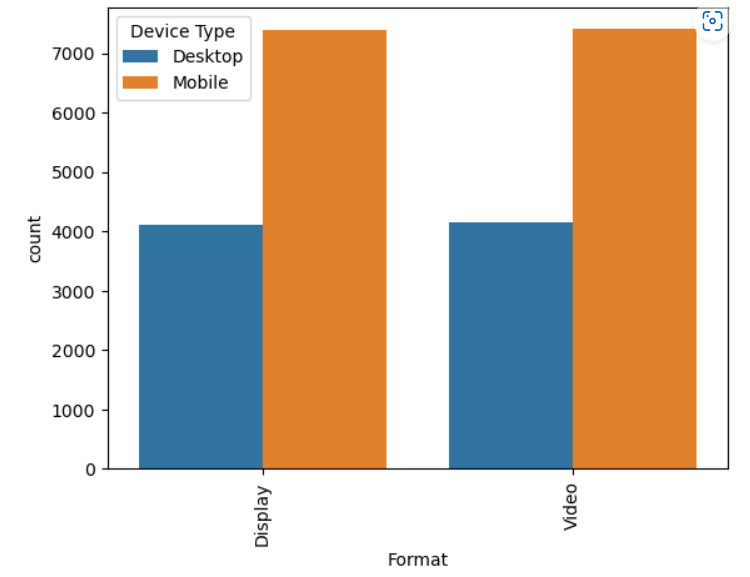 Device Type
Desktop
Mobile
7000
6000
5000
4000
3000
2000
1000
0
count
Display
Video
Format